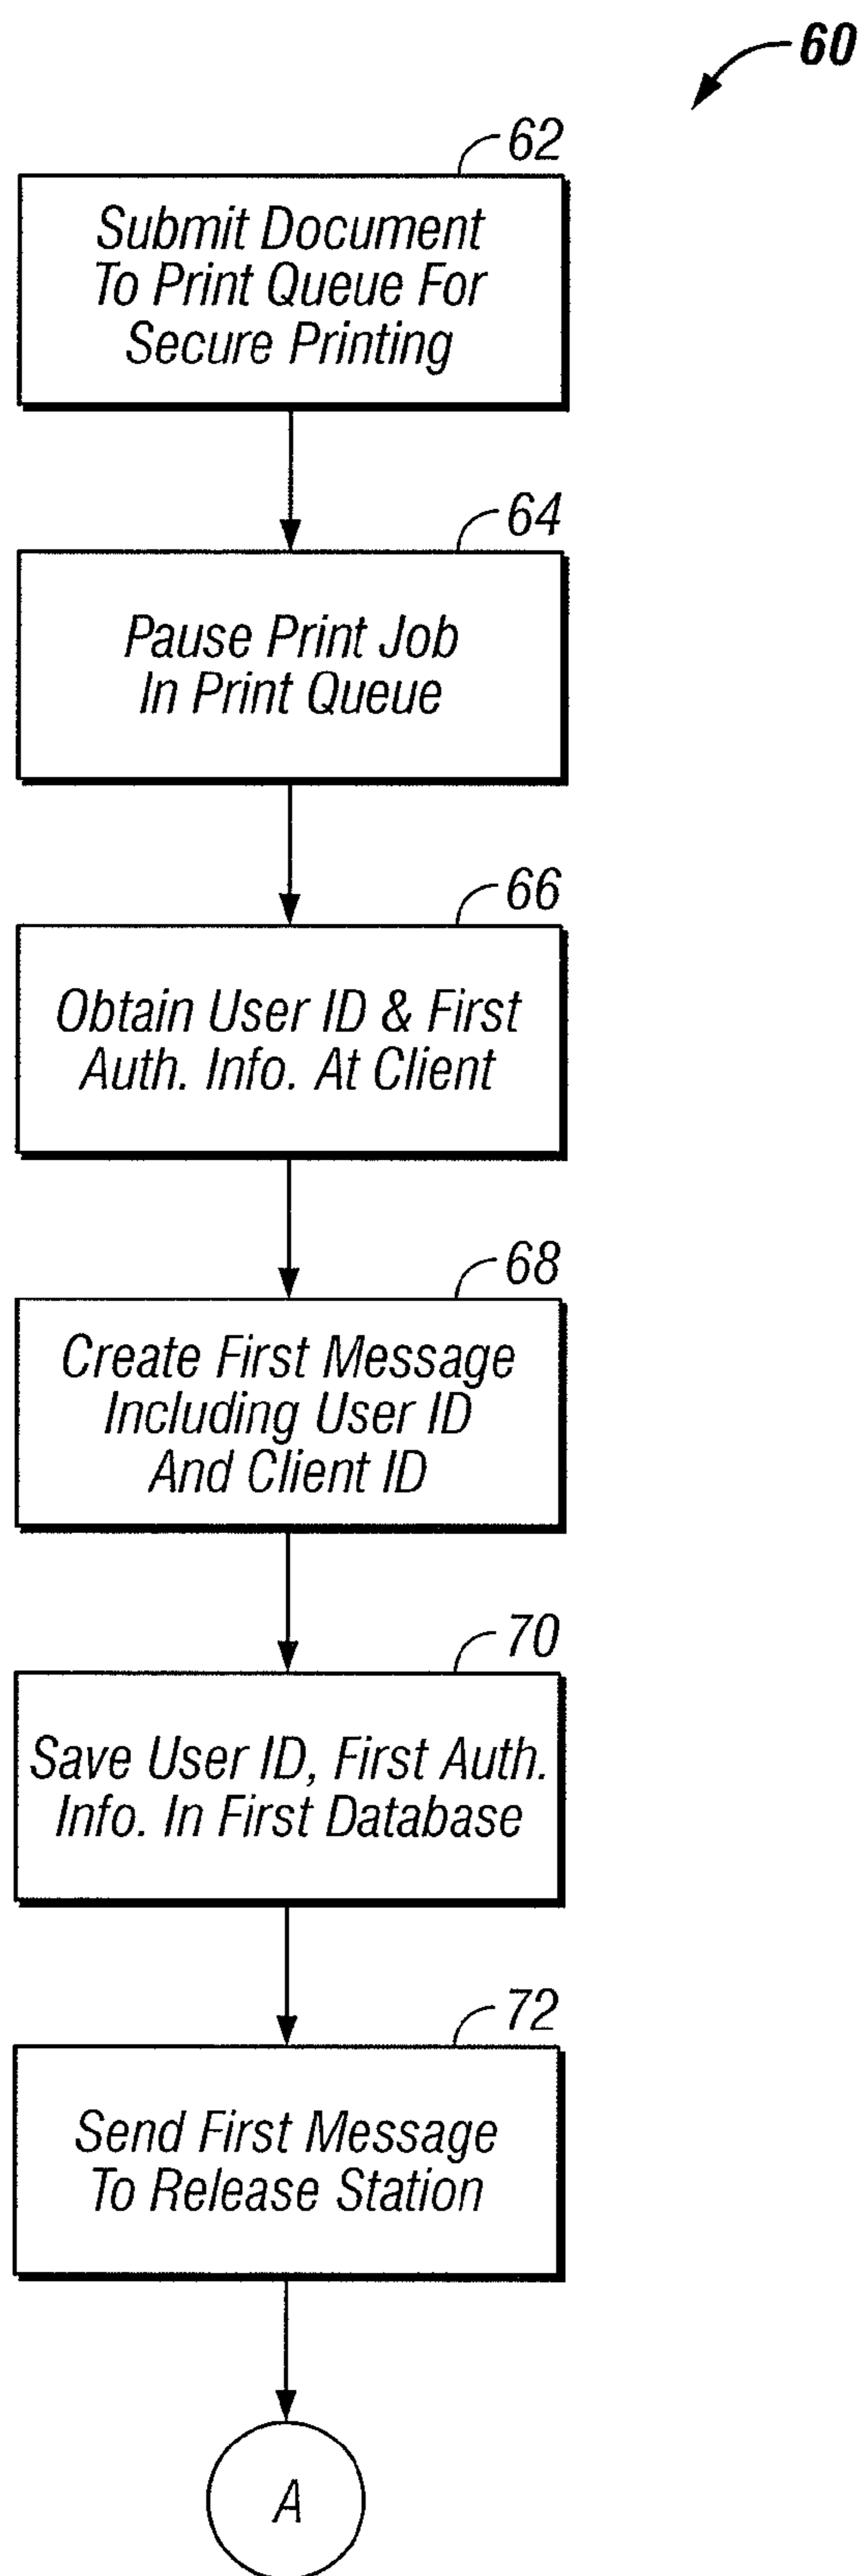 60
62
Submit Document
To Print Queue For
Secure Printing
64
Pause Print Job
In Print Queue
66
Obtain User ID & First
Auth. Info. At Client
68
Create First Message
Including User ID
And Client ID
70
Save User ID, First Auth.
Info. In First Database
72
Send First Message
To Release Station
A